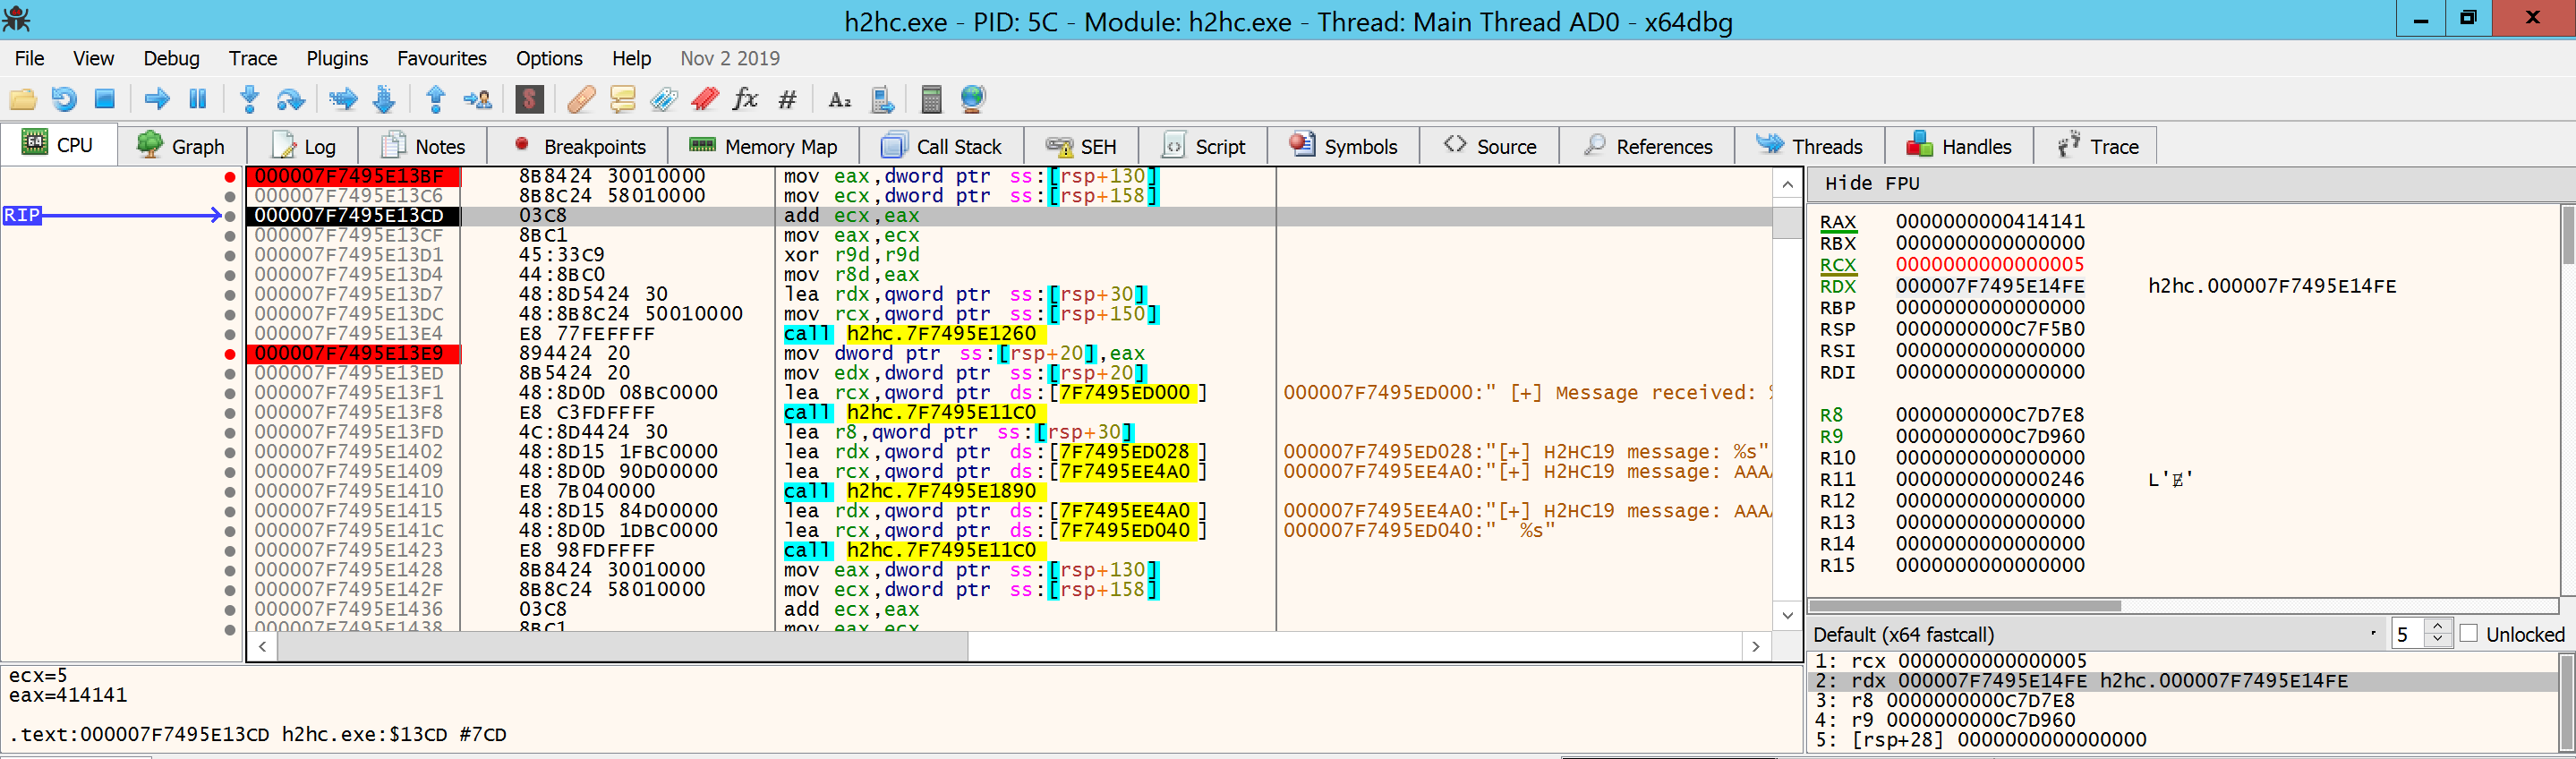 h2hc.exe - PID: 5C - Module: h2hc.exe - Thread: Main Thread AD0 - x64dbg
File View Debug Trace Plugins Favourites Options Help Nov 2 2019
CPU Graph Log Notes Breakpoints Memory Map Call Stack SEH Script Symbols Source References Threads Handles Trace
000007F7495E13BF 8B8424 30010000 mov eax,dword ptr ss:[rsp+130]
000007F7495E13C6 8B8C24 58010000 mov ecx,dword ptr ss:[rsp+158]
RIP 000007F7495E13CD 03C8 add ecx,eax
000007F7495E13CF 8BC1 mov eax,ecx
000007F7495E13D1 45:33C9 xor r9d,r9d
000007F7495E13D4 44:8BC0 mov r8d,eax
000007F7495E13D7 48:8D5424 30 lea rdx,qword ptr ss:[rsp+30]
000007F7495E13DC 48:8B8C24 50010000 mov rcx,qword ptr ss:[rsp+150]
000007F7495E13E4 E8 77FEFFFF call h2hc.7F7495E1260
000007F7495E13E9 894424 20 mov dword ptr ss:[rsp+20],eax
000007F7495E13ED 8B5424 20 mov edx,dword ptr ss:[rsp+20]
000007F7495E13F1 48:8D0D 08BC0000 lea rcx,qword ptr ds:[7F7495ED000] 000007F7495ED000:" [+] Message received: %
000007F7495E13F8 E8 C3FDFFFF call h2hc.7F7495E11C0
000007F7495E13FD 4C:8D4424 30 lea r8,qword ptr ss:[rsp+30]
000007F7495E1402 48:8D15 1FBC0000 lea rdx,qword ptr ds:[7F7495ED028] 000007F7495ED028:"[+] H2HC19 message: %s"
000007F7495E1409 48:8D0D 90D00000 lea rcx,qword ptr ds:[7F7495EE4A0] 000007F7495EE4A0:"[+] H2HC19 message: AAAA
000007F7495E1410 E8 7B040000 call h2hc.7F7495E1890
000007F7495E1415 48:8D15 84D00000 lea rdx,qword ptr ds:[7F7495EE4A0] 000007F7495EE4A0:"[+] H2HC19 message: AAAA
000007F7495E141C 48:8D0D 1DBC0000 lea rcx,qword ptr ds:[7F7495ED040] 000007F7495ED040:" %s"
000007F7495E1423 E8 98FDFFFF call h2hc.7F7495E11C0
000007F7495E1428 8B8424 30010000 mov eax,dword ptr ss:[rsp+130]
000007F7495E142F 8B8C24 58010000 mov ecx,dword ptr ss:[rsp+158]
000007F7495E1436 03C8 add ecx,eax
000007F7495E1438 8BC1 mov eax,ecx
ecx=5
eax=414141
.text:000007F7495E13CD h2hc.exe:$13CD #7CD
Hide FPU
RAX 0000000000414141
RBX 0000000000000000
RCX 0000000000000005
RDX 000007F7495E14FE h2hc.000007F7495E14FE
RBP 0000000000000000
RSP 0000000000C7F5B0
RSI 0000000000000000
RDI 0000000000000000
R8 0000000000C7D7E8
R9 0000000000C7D960
R10 0000000000000000
R11 0000000000000246
R12 0000000000000000
R13 0000000000000000
R14 0000000000000000
R15 0000000000000000
Default (x64 fastcall) 5 Unlocked
1: rcx 0000000000000005
2: rdx 000007F7495E14FE h2hc.000007F7495E14FE
3: r8 0000000000C7D7E8
4: r9 0000000000C7D960
5: [rsp+28] 0000000000000000